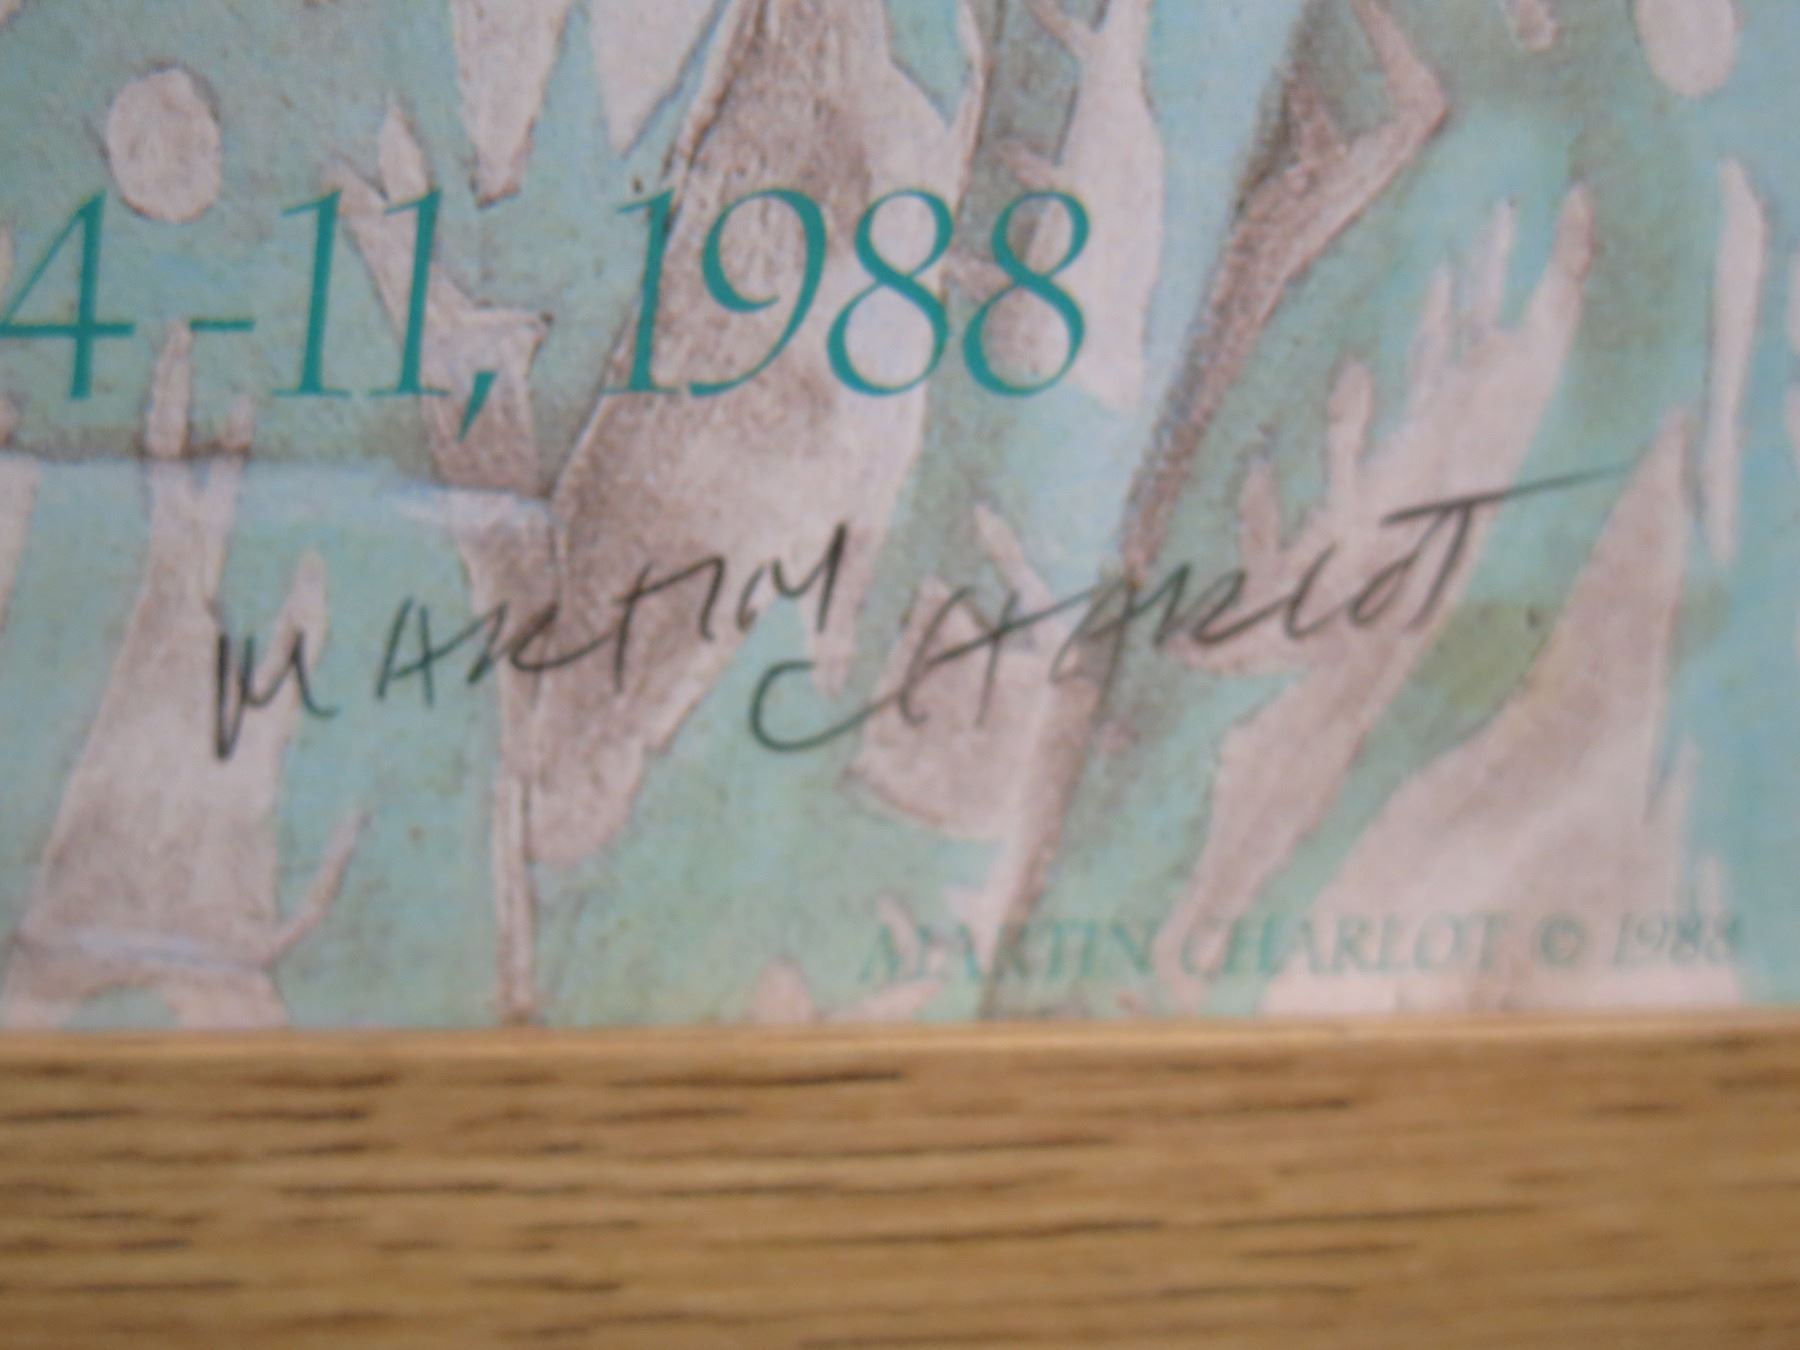 4-11, 1988
MARTIN CHARLOT
MARTIN CHARLOT © 1988